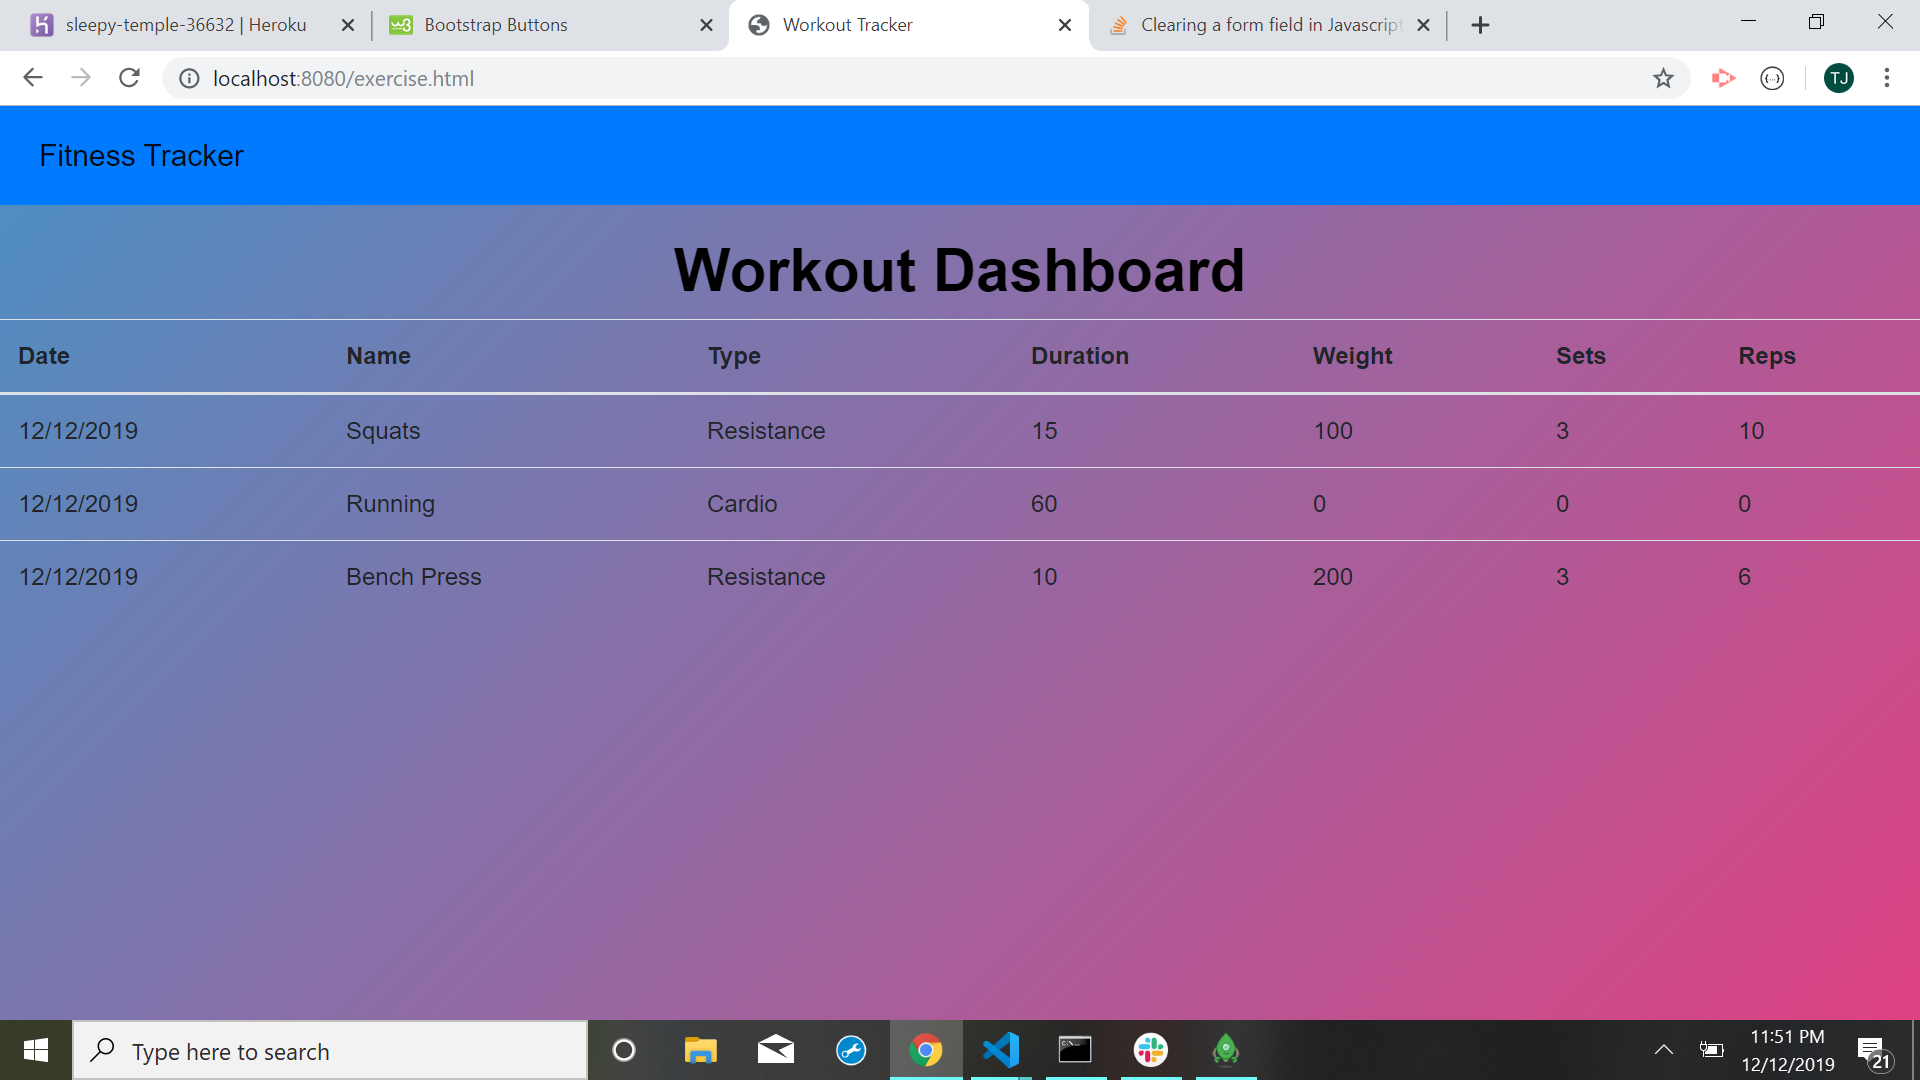 sleepy-temple-36632 | Heroku
Bootstrap Buttons
Workout Tracker
Clearing a form field in Javascript
localhost:8080/exercise.html
TJ
Fitness Tracker
Workout Dashboard
Date Name Type Duration Weight Sets Reps
12/12/2019 Squats Resistance 15 100 3 10
12/12/2019 Running Cardio 60 0 0 0
12/12/2019 Bench Press Resistance 10 200 3 6
Type here to search
11:51 PM
12/12/2019
21